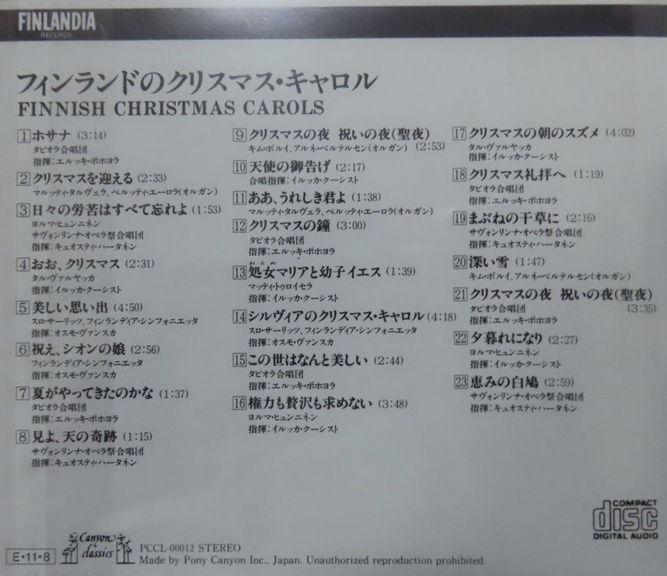 FINLANDIA
RECORDS
フィンランドのクリスマス・キャロル
FINNISH CHRISTMAS CAROLS
1 ホサナ (3:14)
タピオラ合唱団
指揮:エルッキ・ポホヨラ
2 クリスマスを迎える (2:33)
マルッティ・タルヴェラ、ペルッティ・エーロラ(オルガン)
3 日々の労苦はすべて忘れよ (1:53)
ヨルマ・ヒュンニネン
サヴォンリンナ・オペラ祭合唱団
指揮:キュオスティ・ハータネン
4 おお、クリスマス (2:31)
タル・ヴァルヤッカ
指揮:イルッカ・クーシスト
5 美しい思い出 (4:50)
スロ・サーリッツ、フィンランディア・シンフォニエッタ
指揮:オスモ・ヴァンスカ
6 祝え、シオンの娘 (2:56)
フィンランディア・シンフォニエッタ
指揮:オスモ・ヴァンスカ
7 夏がやってきたのかな (1:37)
タピオラ合唱団
指揮:エルッキ・ポホヨラ
8 見よ、天の奇跡 (1:15)
サヴォンリンナ・オペラ祭合唱団
指揮:キュオスティ・ハータネン
9 クリスマスの夜 祝いの夜(聖夜)
キム・ボルイ、アルネ・ベルテルセン(オルガン) (2:53)
10 天使の御告げ (2:17)
合唱指揮:イルッカ・クーシスト
11 ああ、うれしき君よ (1:38)
マルッティ・タルヴェラ、ペルッティ・エーロラ(オルガン)
12 クリスマスの鐘 (3:00)
タピオラ合唱団
指揮:エルッキ・ポホヨラ
おとめ
13 処女マリアと幼子イエス (1:39)
マッティ・トゥロイセラ
指揮:イルッカ・クーシスト
14 シルヴィアのクリスマス・キャロル (4:18)
スロ・サーリッツ、フィンランディア・シンフォニエッタ
指揮:オスモ・ヴァンスカ
15 この世はなんと美しい (2:44)
タピオラ合唱団
指揮:エルッキ・ポホヨラ
16 権力も贅沢も求めない (3:48)
ヨルマ・ヒュンニネン
指揮:イルッカ・クーシスト
17 クリスマスの朝のスズメ (4:02)
タル・ヴァルヤッカ
指揮:イルッカ・クーシスト
18 クリスマス礼拝へ (1:19)
タピオラ合唱団
指揮:エルッキ・ポホヨラ
19 まぶねの干草に (2:16)
サヴォンリンナ・オペラ祭合唱団
指揮:キュオスティ・ハータネン
20 深い雪 (1:47)
キム・ボルイ、アルネ・ベルテルセン(オルガン)
21 クリスマスの夜 祝いの夜(聖夜)
タピオラ合唱団 (3:35)
指揮:エルッキ・ポホヨラ
22 夕暮れになり (2:27)
ヨルマ・ヒュンニネン
指揮:イルッカ・クーシスト
23 恵みの白鳩 (2:59)
サヴォンリンナ・オペラ祭合唱団
指揮:キュオスティ・ハータネン
E・11・8
Canyon
classics
PCCL-00012 STEREO
Made by Pony Canyon Inc., Japan. Unauthorized reproduction prohibited.
COMPACT
disc
DIGITAL AUDIO